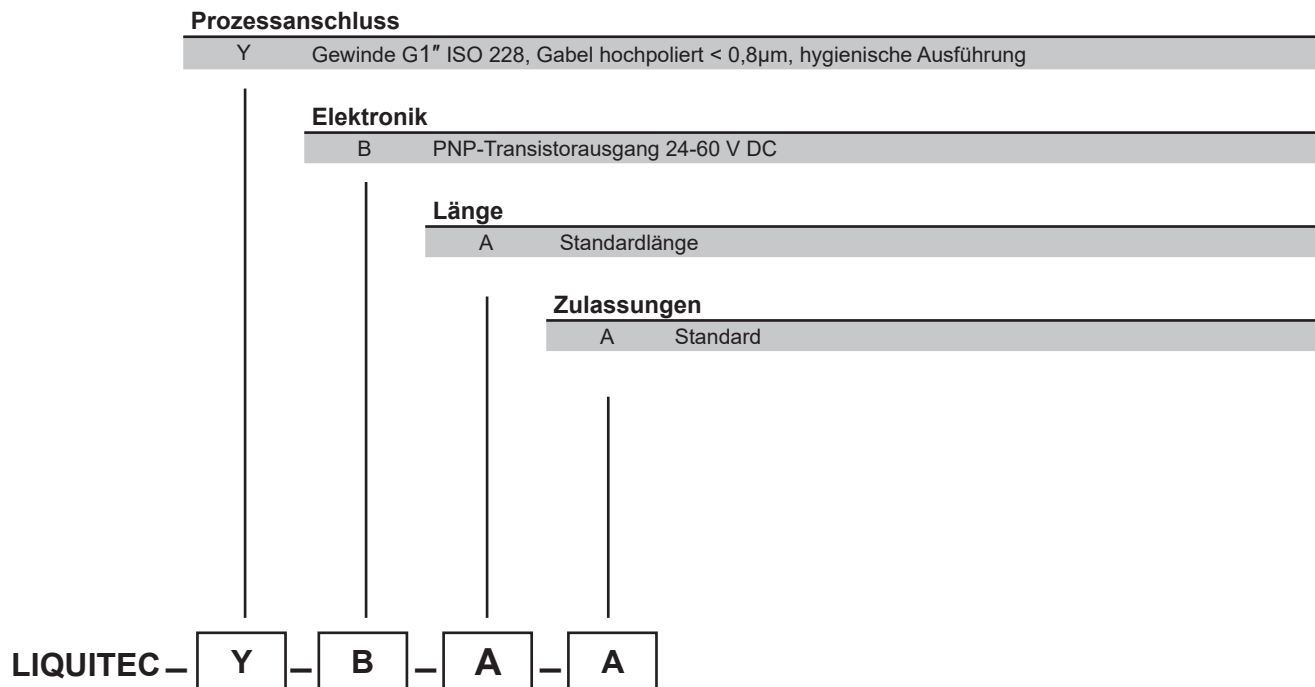 Prozessanschluss
Y Gewinde G1″ ISO 228, Gabel hochpoliert < 0,8µm, hygienische Ausführung
Elektronik
B PNP-Transistorausgang 24-60 V DC
Länge
A Standardlänge
Zulassungen
A Standard
LIQUITEC – Y – B – A – A